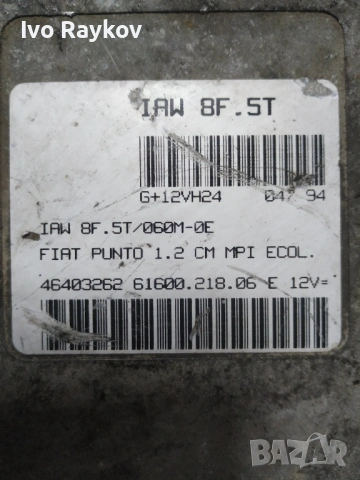 Ivo Raykov
IAW 8F.5T
G+12VH24 047 94
IAW 8F.5T/060M-0E
FIAT PUNTO 1.2 CM MPI ECOL.
46403262 61600.218.06 E 12V=
BAZAR